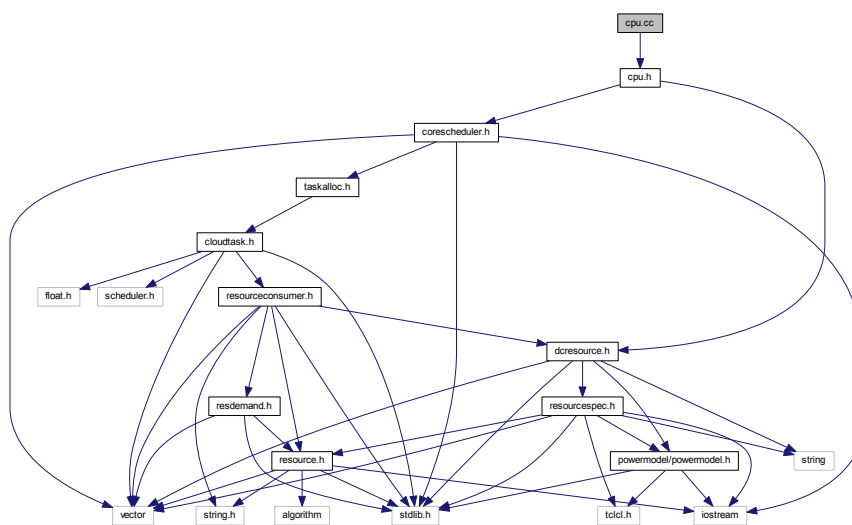 cpu.cc
cpu.h
corescheduler.h
taskalloc.h
cloudtask.h
float.h
scheduler.h
resourceconsumer.h
dcresource.h
resdemand.h
resourcespec.h
resource.h
powermodel/powermodel.h
string
vector
string.h
algorithm
stdlib.h
tclcl.h
iostream